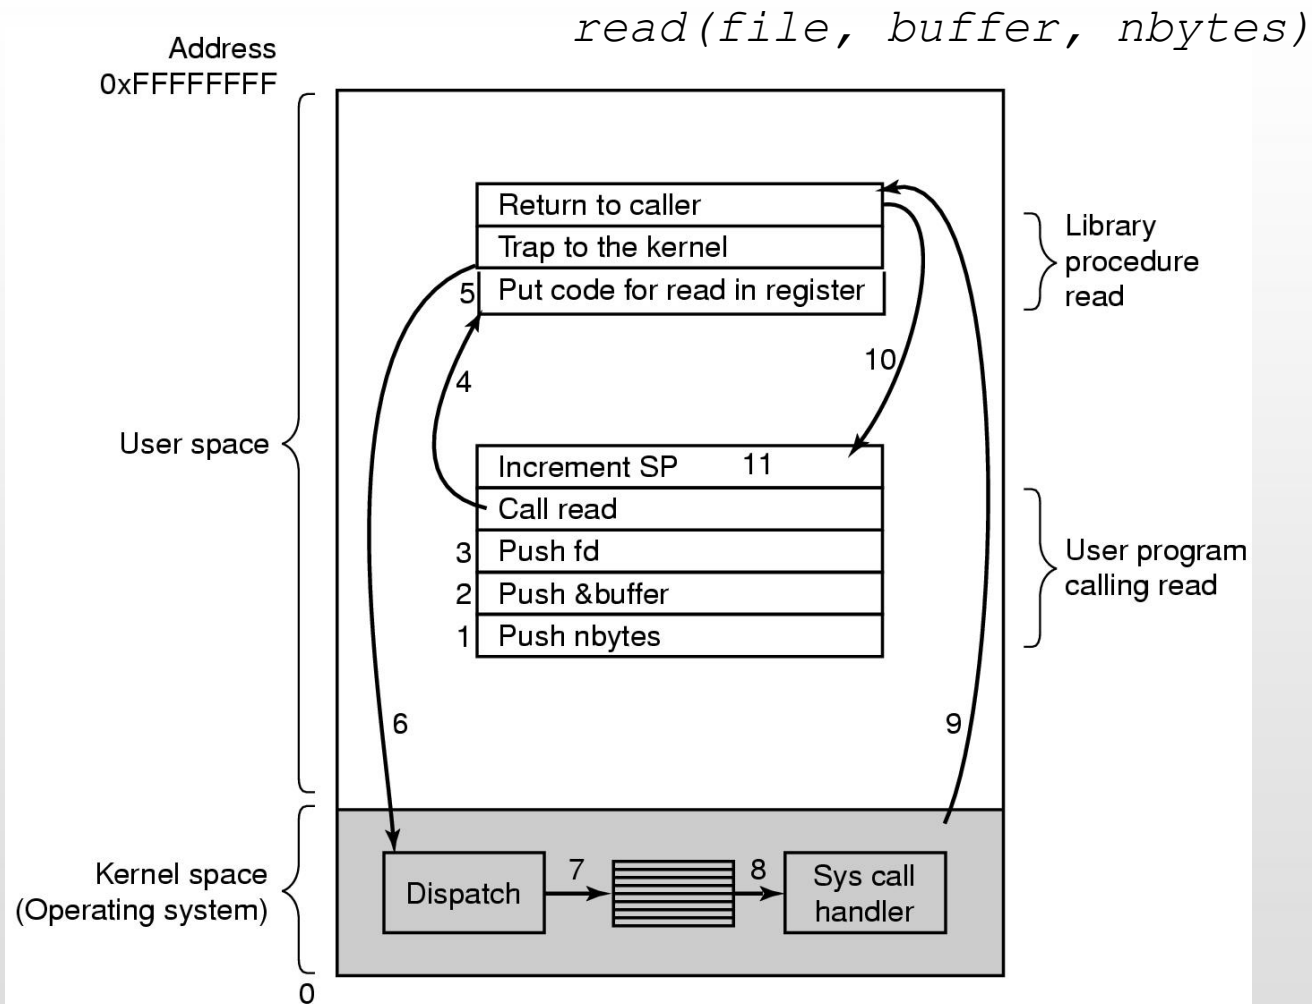 read(file, buffer, nbytes)
Address
0xFFFFFFFF
Return to caller
Trap to the kernel
5 Put code for read in register
Library
procedure
read
4
10
User space
Increment SP 11
Call read
3 Push fd
2 Push &buffer
1 Push nbytes
User program
calling read
6
9
Kernel space
(Operating system)
Dispatch
7
8
Sys call
handler
0